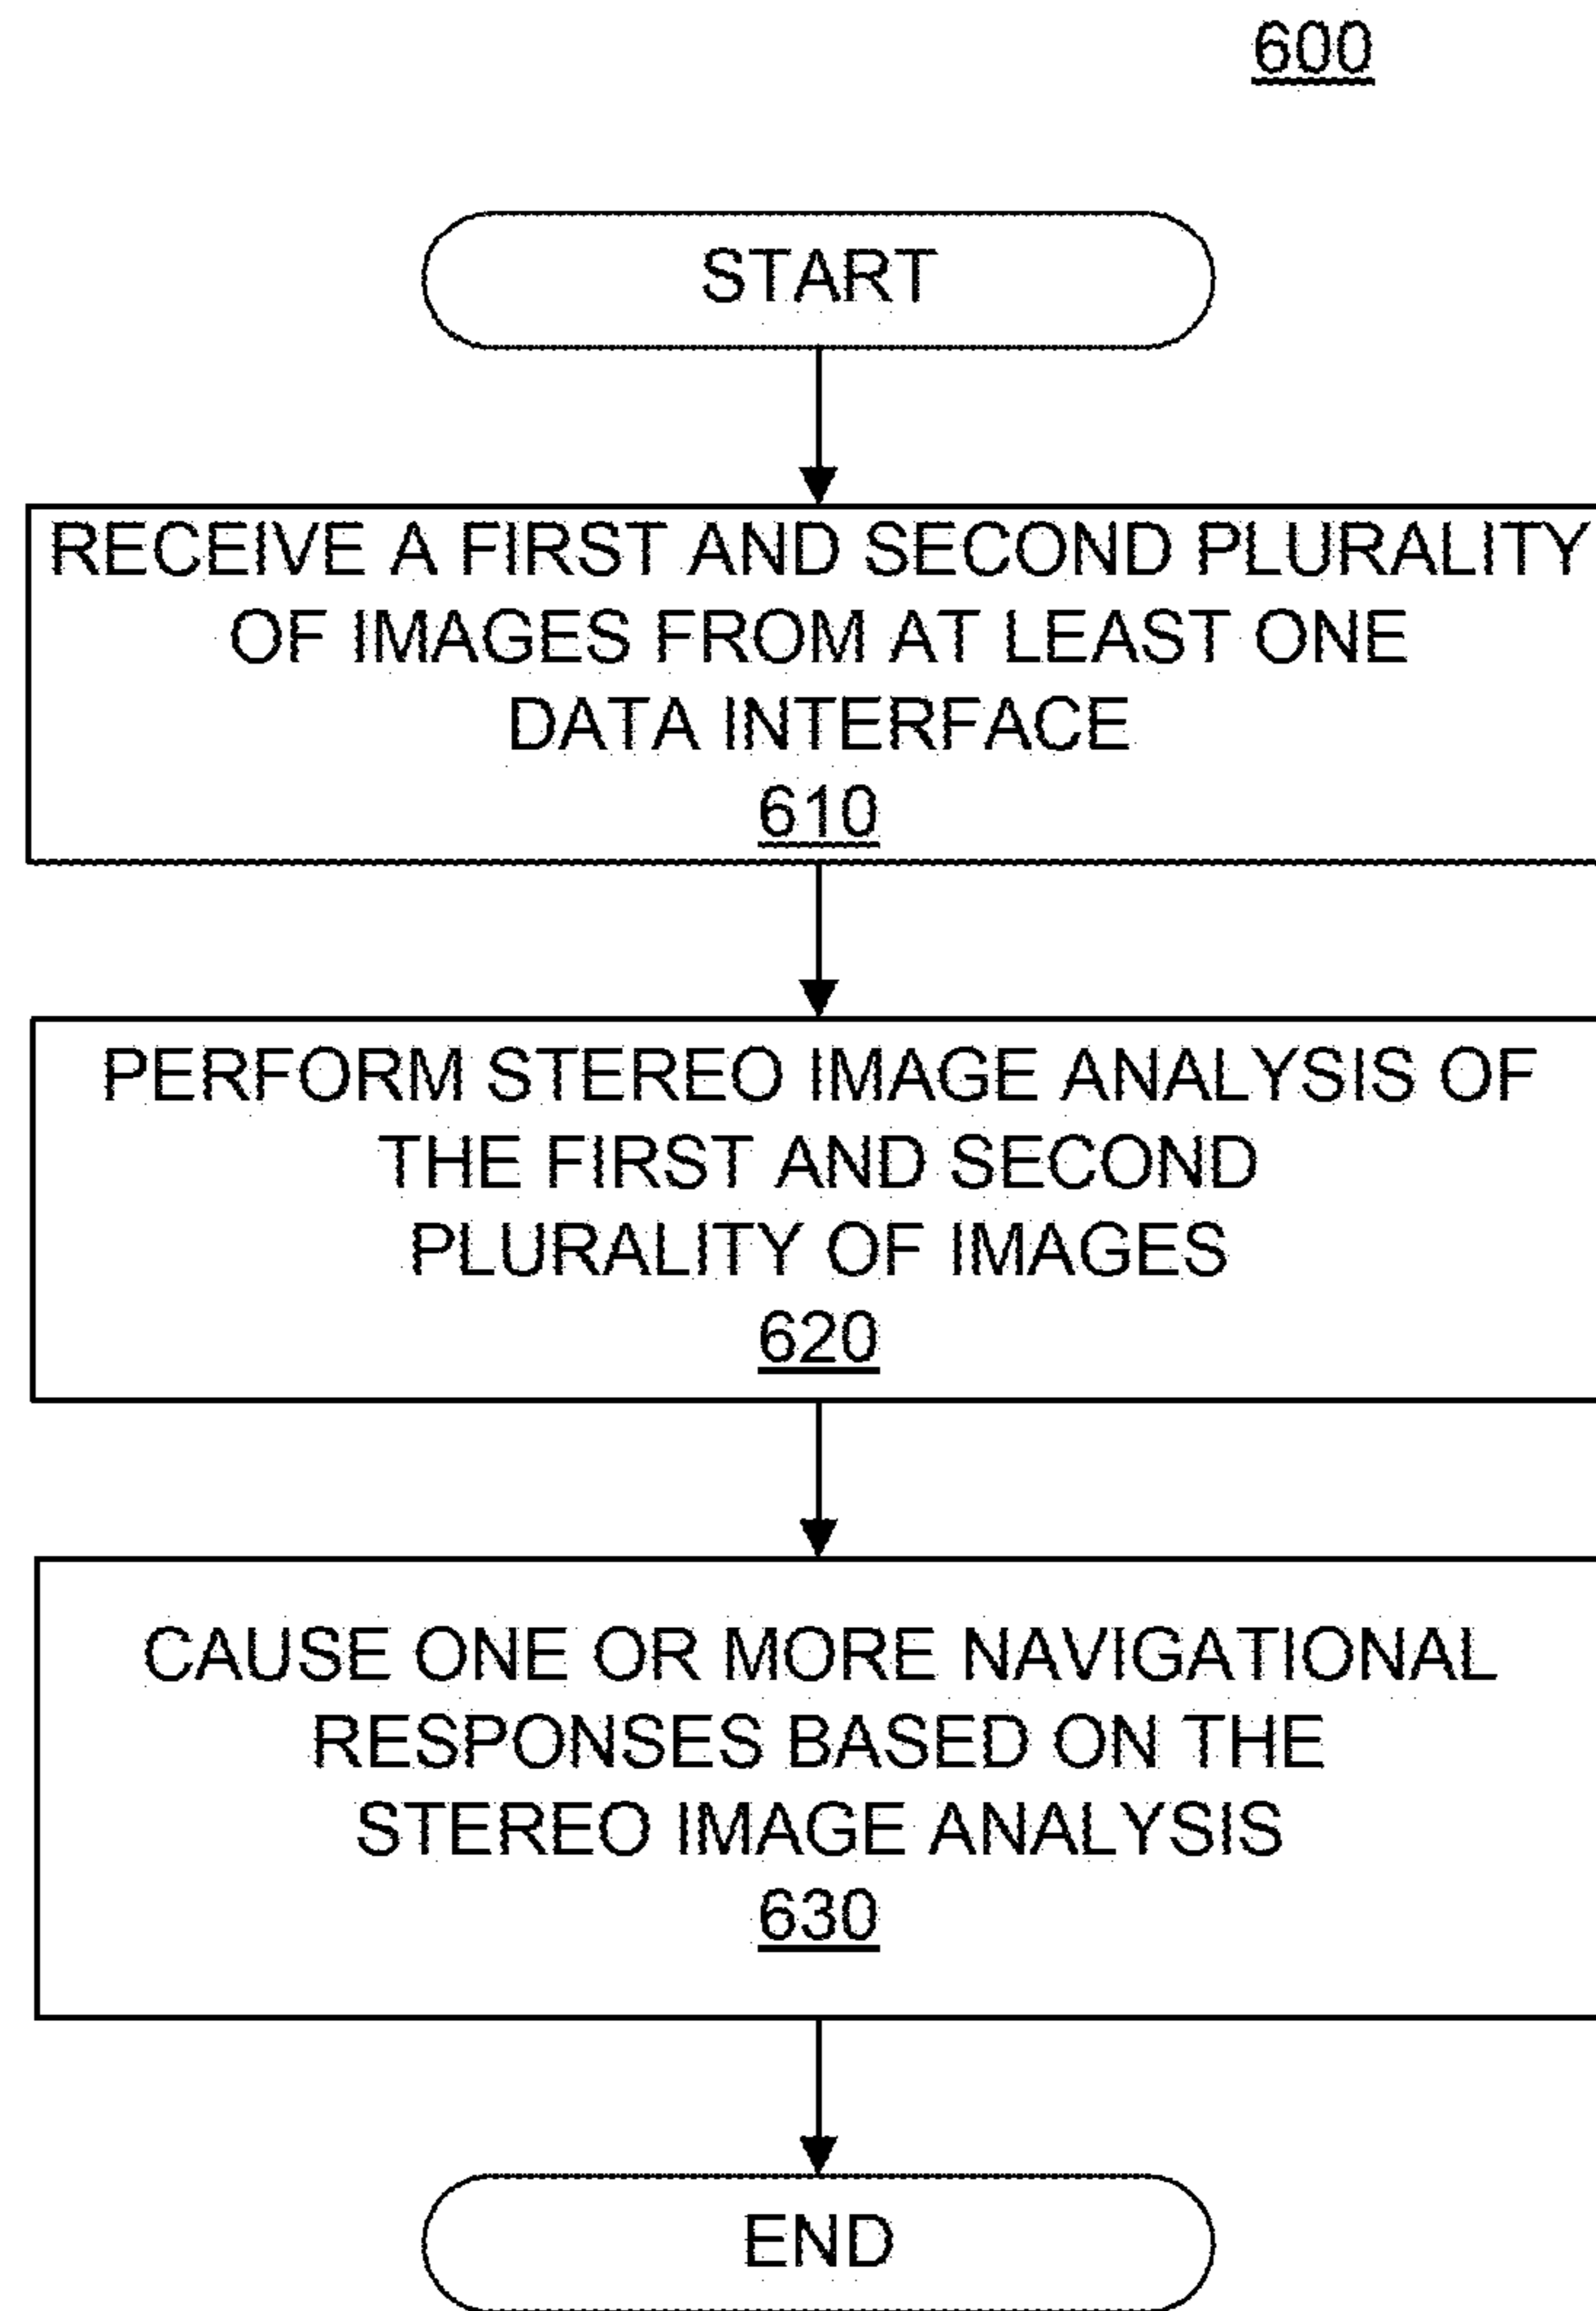 600
START
RECEIVE A FIRST AND SECOND PLURALITY
OF IMAGES FROM AT LEAST ONE
DATA INTERFACE
610
PERFORM STEREO IMAGE ANALYSIS OF
THE FIRST AND SECOND
PLURALITY OF IMAGES
620
CAUSE ONE OR MORE NAVIGATIONAL
RESPONSES BASED ON THE
STEREO IMAGE ANALYSIS
630
END